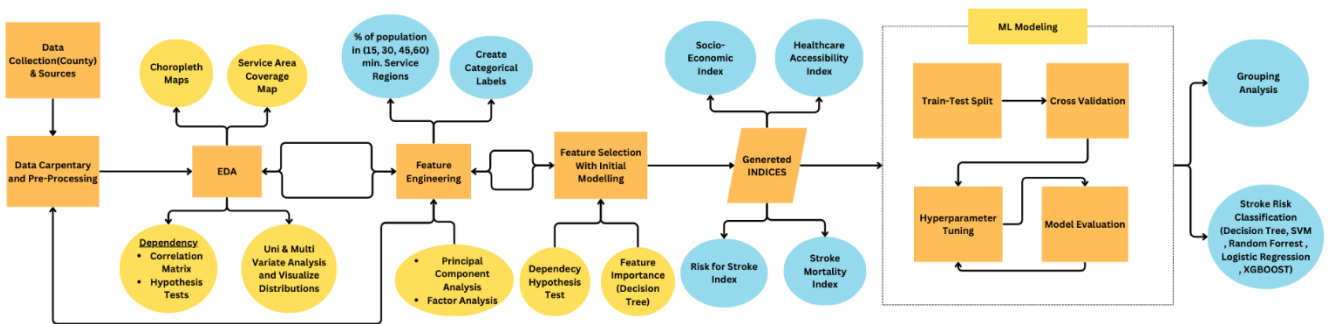 Data
Collection(County)
& Sources
Data Carpentary
and Pre-Processing
Choropleth
Maps
Service Area
Coverage
Map
EDA
Dependency
• Correlation
Matrix
• Hypothesis
Tests
Uni & Multi
Variate Analysis
and Visualize
Distributions
% of population
in (15, 30, 45,60)
min. Service
Regions
Create
Categorical
Labels
Feature
Engineering
• Principal
Component
Analysis
• Factor Analysis
Feature Selection
With Initial
Modelling
Dependecy
Hypothesis
Test
Feature
Importance
(Decision
Tree)
Socio-
Economic
Index
Healthcare
Accessibility
Index
Genereted
INDICES
Risk for Stroke
Index
Stroke
Mortality
Index
ML Modeling
Train-Test Split
Cross Validation
Hyperparameter
Tuning
Model Evaluation
Grouping
Analysis
Stroke Risk
Classification
(Decision Tree, SVM
, Random Forrest ,
Logistic Regression
, XGBOOST)